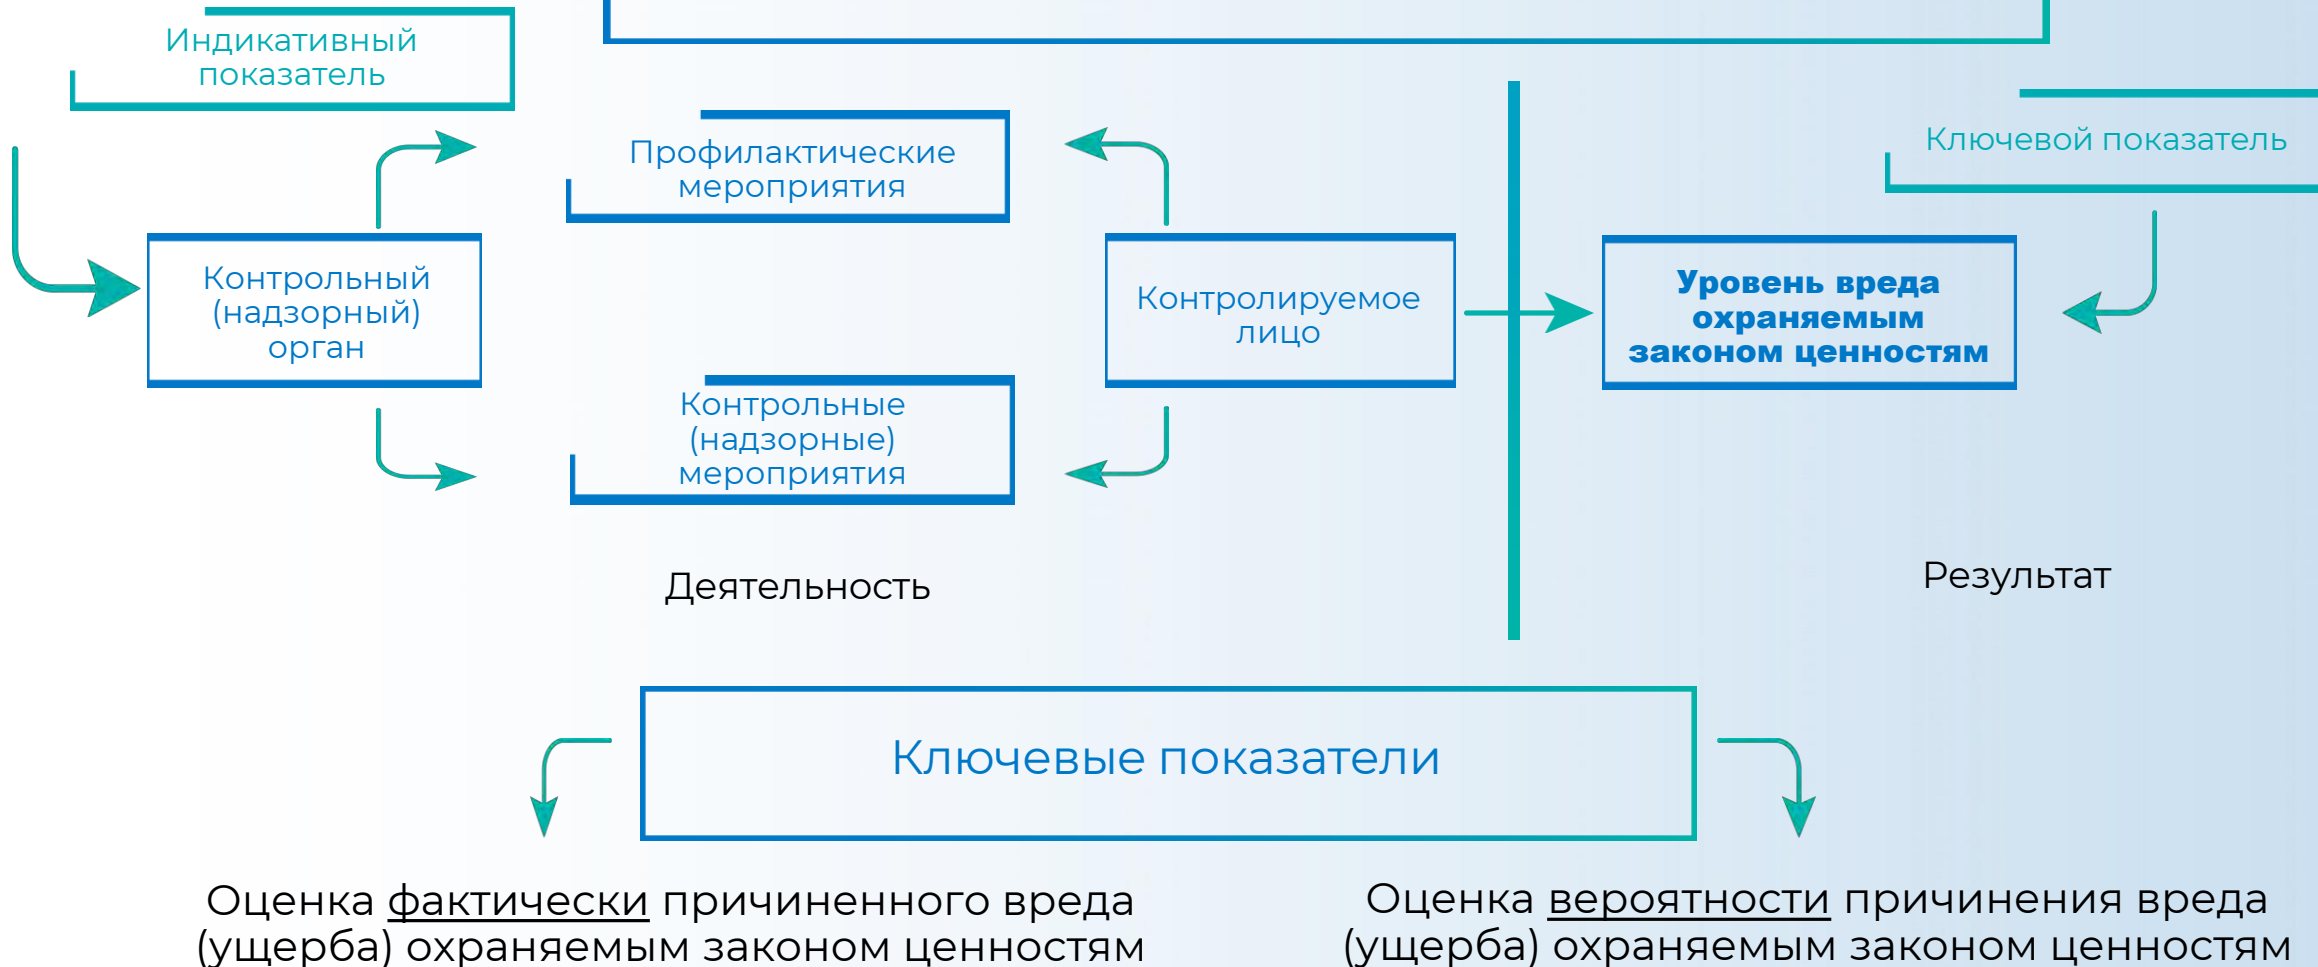 Индикативный
показатель
Ключевой показатель
Профилактические
мероприятия
Контрольный
(надзорный)
орган
Контролируемое
лицо
Уровень вреда
охраняемым
законом ценностям
Контрольные
(надзорные)
мероприятия
Деятельность
Результат
Ключевые показатели
Оценка фактически причиненного вреда
(ущерба) охраняемым законом ценностям
Оценка вероятности причинения вреда
(ущерба) охраняемым законом ценностям